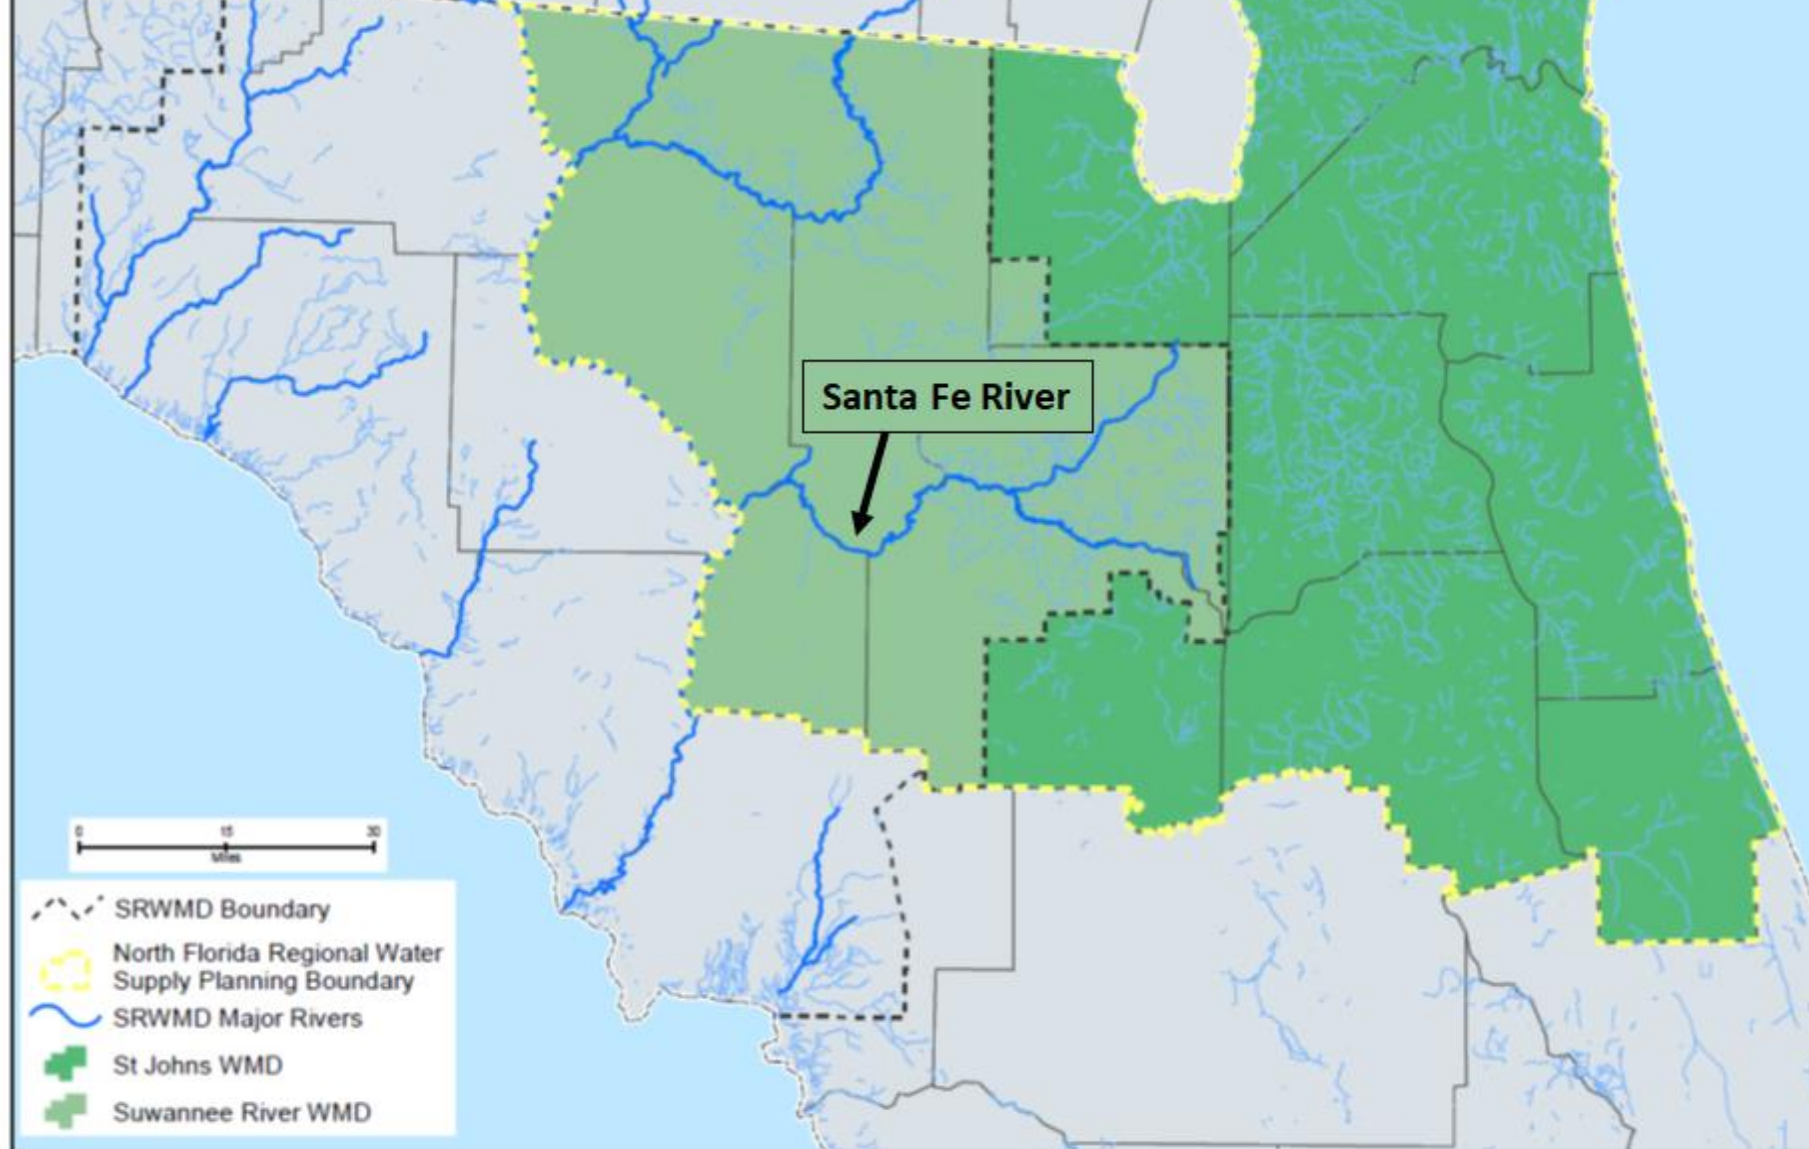 Santa Fe River
0 15 30
Miles
SRWMD Boundary
North Florida Regional Water
Supply Planning Boundary
SRWMD Major Rivers
St Johns WMD
Suwannee River WMD